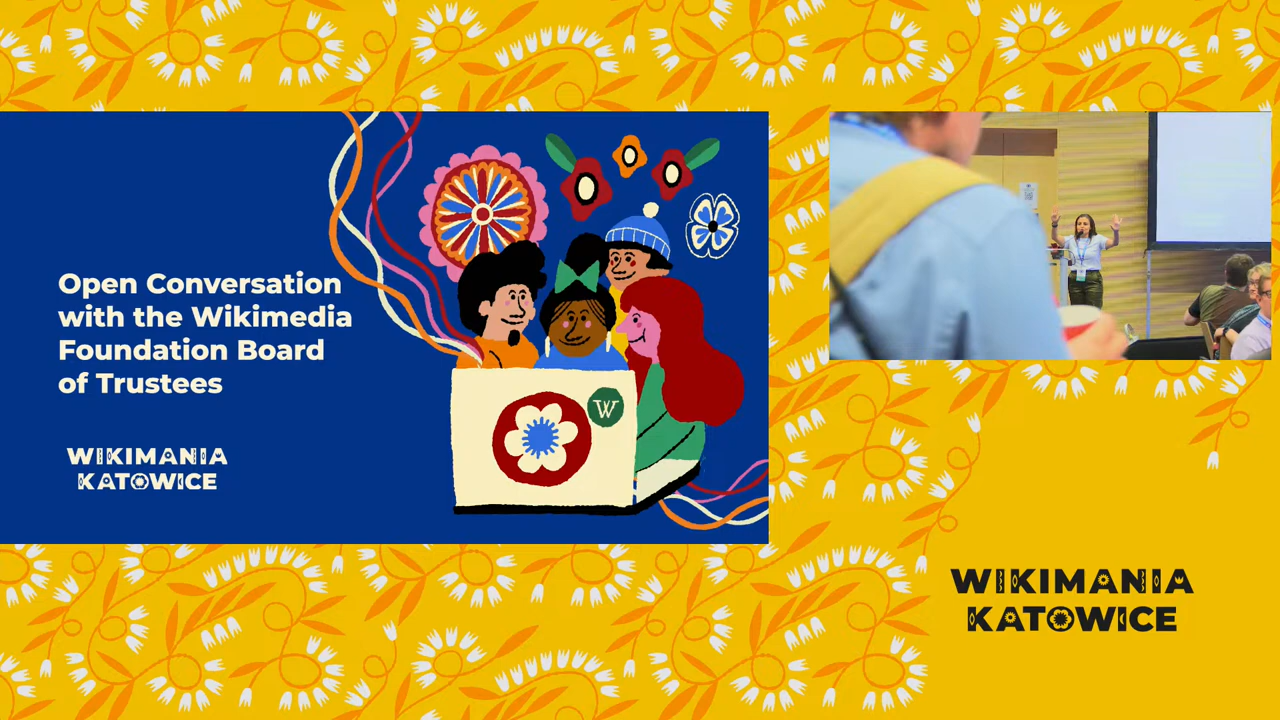 Open Conversation
with the Wikimedia
Foundation Board
of Trustees
WIKIMANIA
KATOWICE
W
WIKIMANIA
KATOWICE